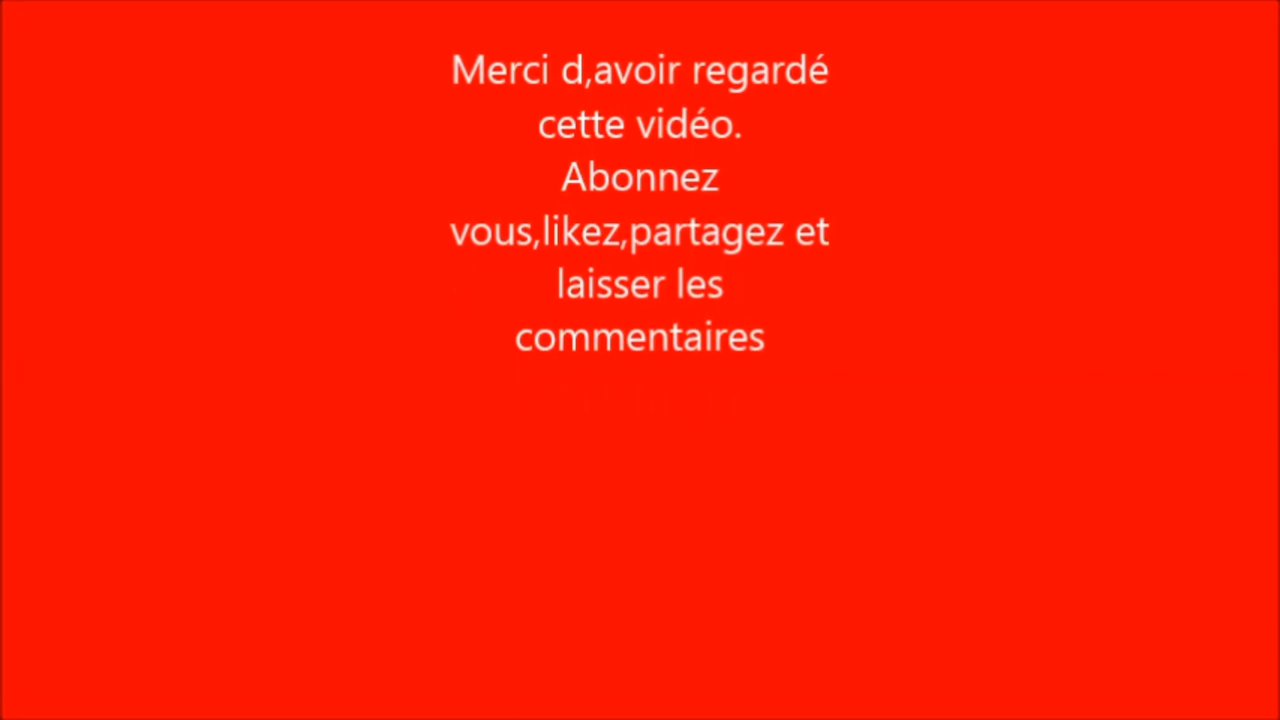 Merci d,avoir regardé
cette vidéo.
Abonnez
vous,likez,partagez et
laisser les
commentaires